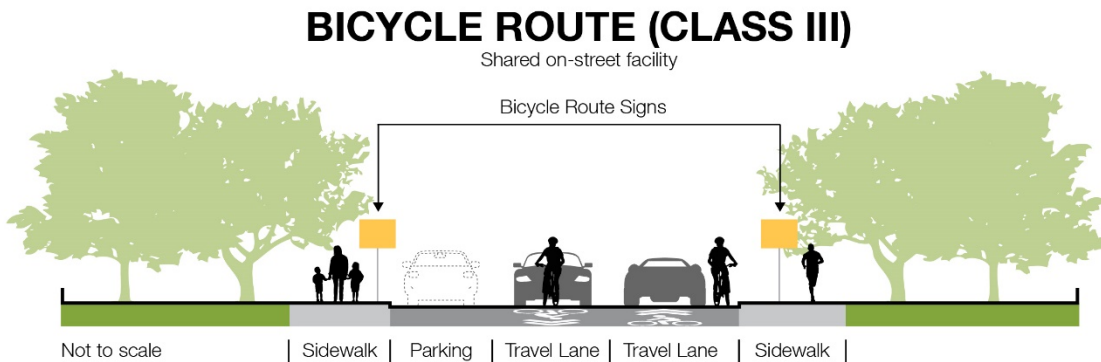 BICYCLE ROUTE (CLASS III)
Shared on-street facility
Bicycle Route Signs
Not to scale
Sidewalk
Parking
Travel Lane
Travel Lane
Sidewalk